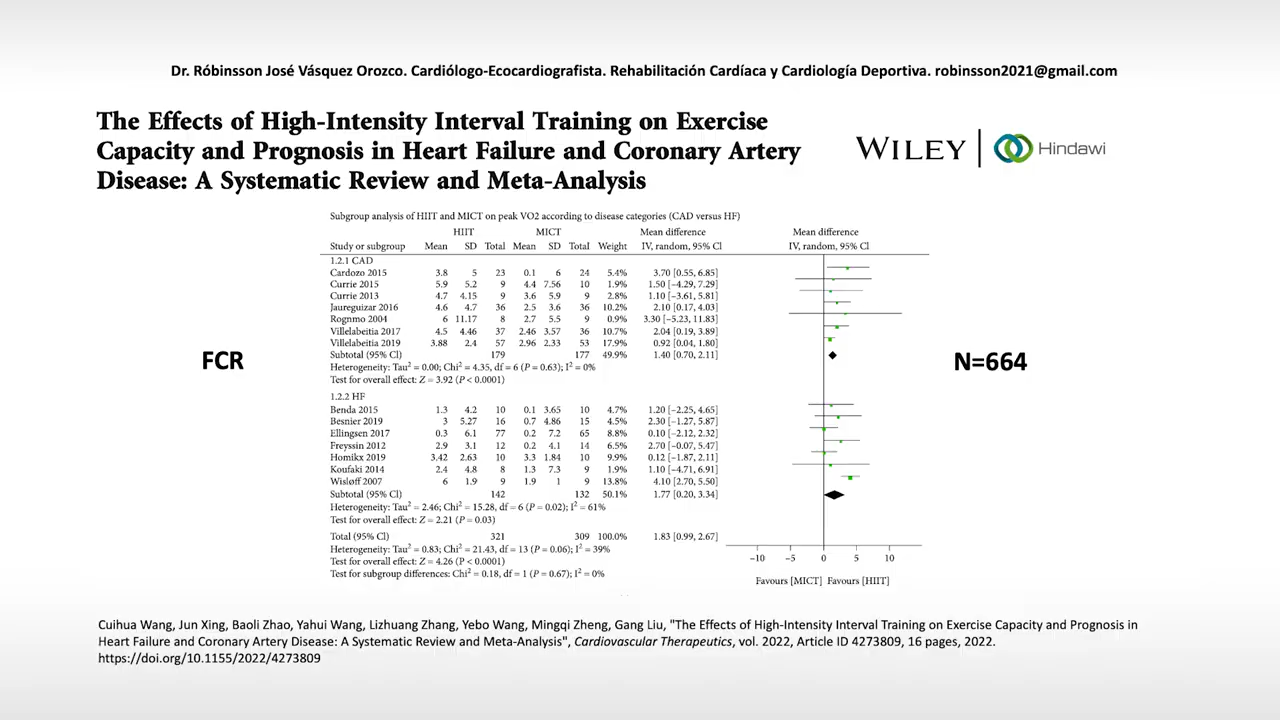 Dr. Róbinsson José Vásquez Orozco. Cardiólogo-Ecocardiografista. Rehabilitación Cardíaca y Cardiología Deportiva. robinsson2021@gmail.com
The Effects of High-Intensity Interval Training on Exercise
Capacity and Prognosis in Heart Failure and Coronary Artery
Disease: A Systematic Review and Meta-Analysis
WILEY Hindawi
Subgroup analysis of HIIT and MICT on peak VO2 according to disease categories (CAD versus HF)
HIIT MICT Mean difference Mean difference
Study or subgroup Mean SD Total Mean SD Total Weight IV, random, 95% CI IV, random, 95% CI
1.2.1 CAD
Cardozo 2015 3.8 5 23 0.1 6 24 5.4% 3.70 [0.55, 6.85]
Currie 2015 5.9 5.2 9 4.4 7.56 10 1.9% 1.50 [−4.29, 7.29]
Currie 2013 4.7 4.15 9 3.6 5.9 9 2.8% 1.10 [−3.61, 5.81]
Jaureguizar 2016 4.6 4.7 36 2.5 3.6 36 10.2% 2.10 [0.17, 4.03]
Rognmo 2004 6 11.17 8 2.7 5.5 9 0.9% 3.30 [−5.23, 11.83]
Villelabeitia 2017 4.5 4.46 37 2.46 3.57 36 10.9% 2.04 [0.19, 3.89]
Villelabeitia 2019 3.88 2.4 57 2.96 2.33 53 17.9% 0.92 [0.04, 1.80]
Subtotal (95% CI) 179 177 49.9% 1.40 [0.70, 2.11]
Heterogeneity: Tau² = 0.00; Chi² = 4.35, df = 6 (P = 0.63); I² = 0%
Test for overall effect: Z = 3.92 (P < 0.0001)
FCR
N=664
1.2.2 HF
Benda 2015 1.3 4.2 10 0.1 3.65 10 4.7% 1.20 [−2.25, 4.65]
Besnier 2019 3 5.27 16 0.7 4.86 15 4.5% 2.30 [−1.27, 5.87]
Ellingsen 2017 0.3 6.1 77 0.2 7.2 65 8.8% 0.10 [−2.12, 2.32]
Freyssin 2012 2.9 3.1 12 0.2 4.1 14 6.4% 2.70 [−0.07, 5.47]
Homikx 2019 3.42 2.63 10 3.3 1.84 10 9.9% 0.12 [−1.87, 2.11]
Koufaki 2014 2.4 4.8 8 1.3 7.3 9 1.9% 1.10 [−4.71, 6.91]
Wisløff 2007 6 1.9 9 1.9 1 9 13.8% 4.10 [2.70, 5.50]
Subtotal (95% CI) 142 132 50.1% 1.77 [0.20, 3.34]
Heterogeneity: Tau² = 2.46; Chi² = 15.28, df = 6 (P = 0.02); I² = 61%
Test for overall effect: Z = 2.21 (P = 0.03)
Total (95% CI) 321 309 100.0% 1.83 [0.99, 2.67]
Heterogeneity: Tau² = 0.83; Chi² = 21.43, df = 13 (P = 0.06); I² = 39%
Test for overall effect: Z = 4.26 (P < 0.0001)
Test for subgroup differences: Chi² = 0.18, df = 1 (P = 0.67); I² = 0%
−10 −5 0 5 10
Favours [MICT] Favours [HIIT]
Cuihua Wang, Jun Xing, Baoli Zhao, Yahui Wang, Lizhuang Zhang, Yebo Wang, Mingqi Zheng, Gang Liu, "The Effects of High-Intensity Interval Training on Exercise Capacity and Prognosis in
Heart Failure and Coronary Artery Disease: A Systematic Review and Meta-Analysis", Cardiovascular Therapeutics, vol. 2022, Article ID 4273809, 16 pages, 2022.
https://doi.org/10.1155/2022/4273809